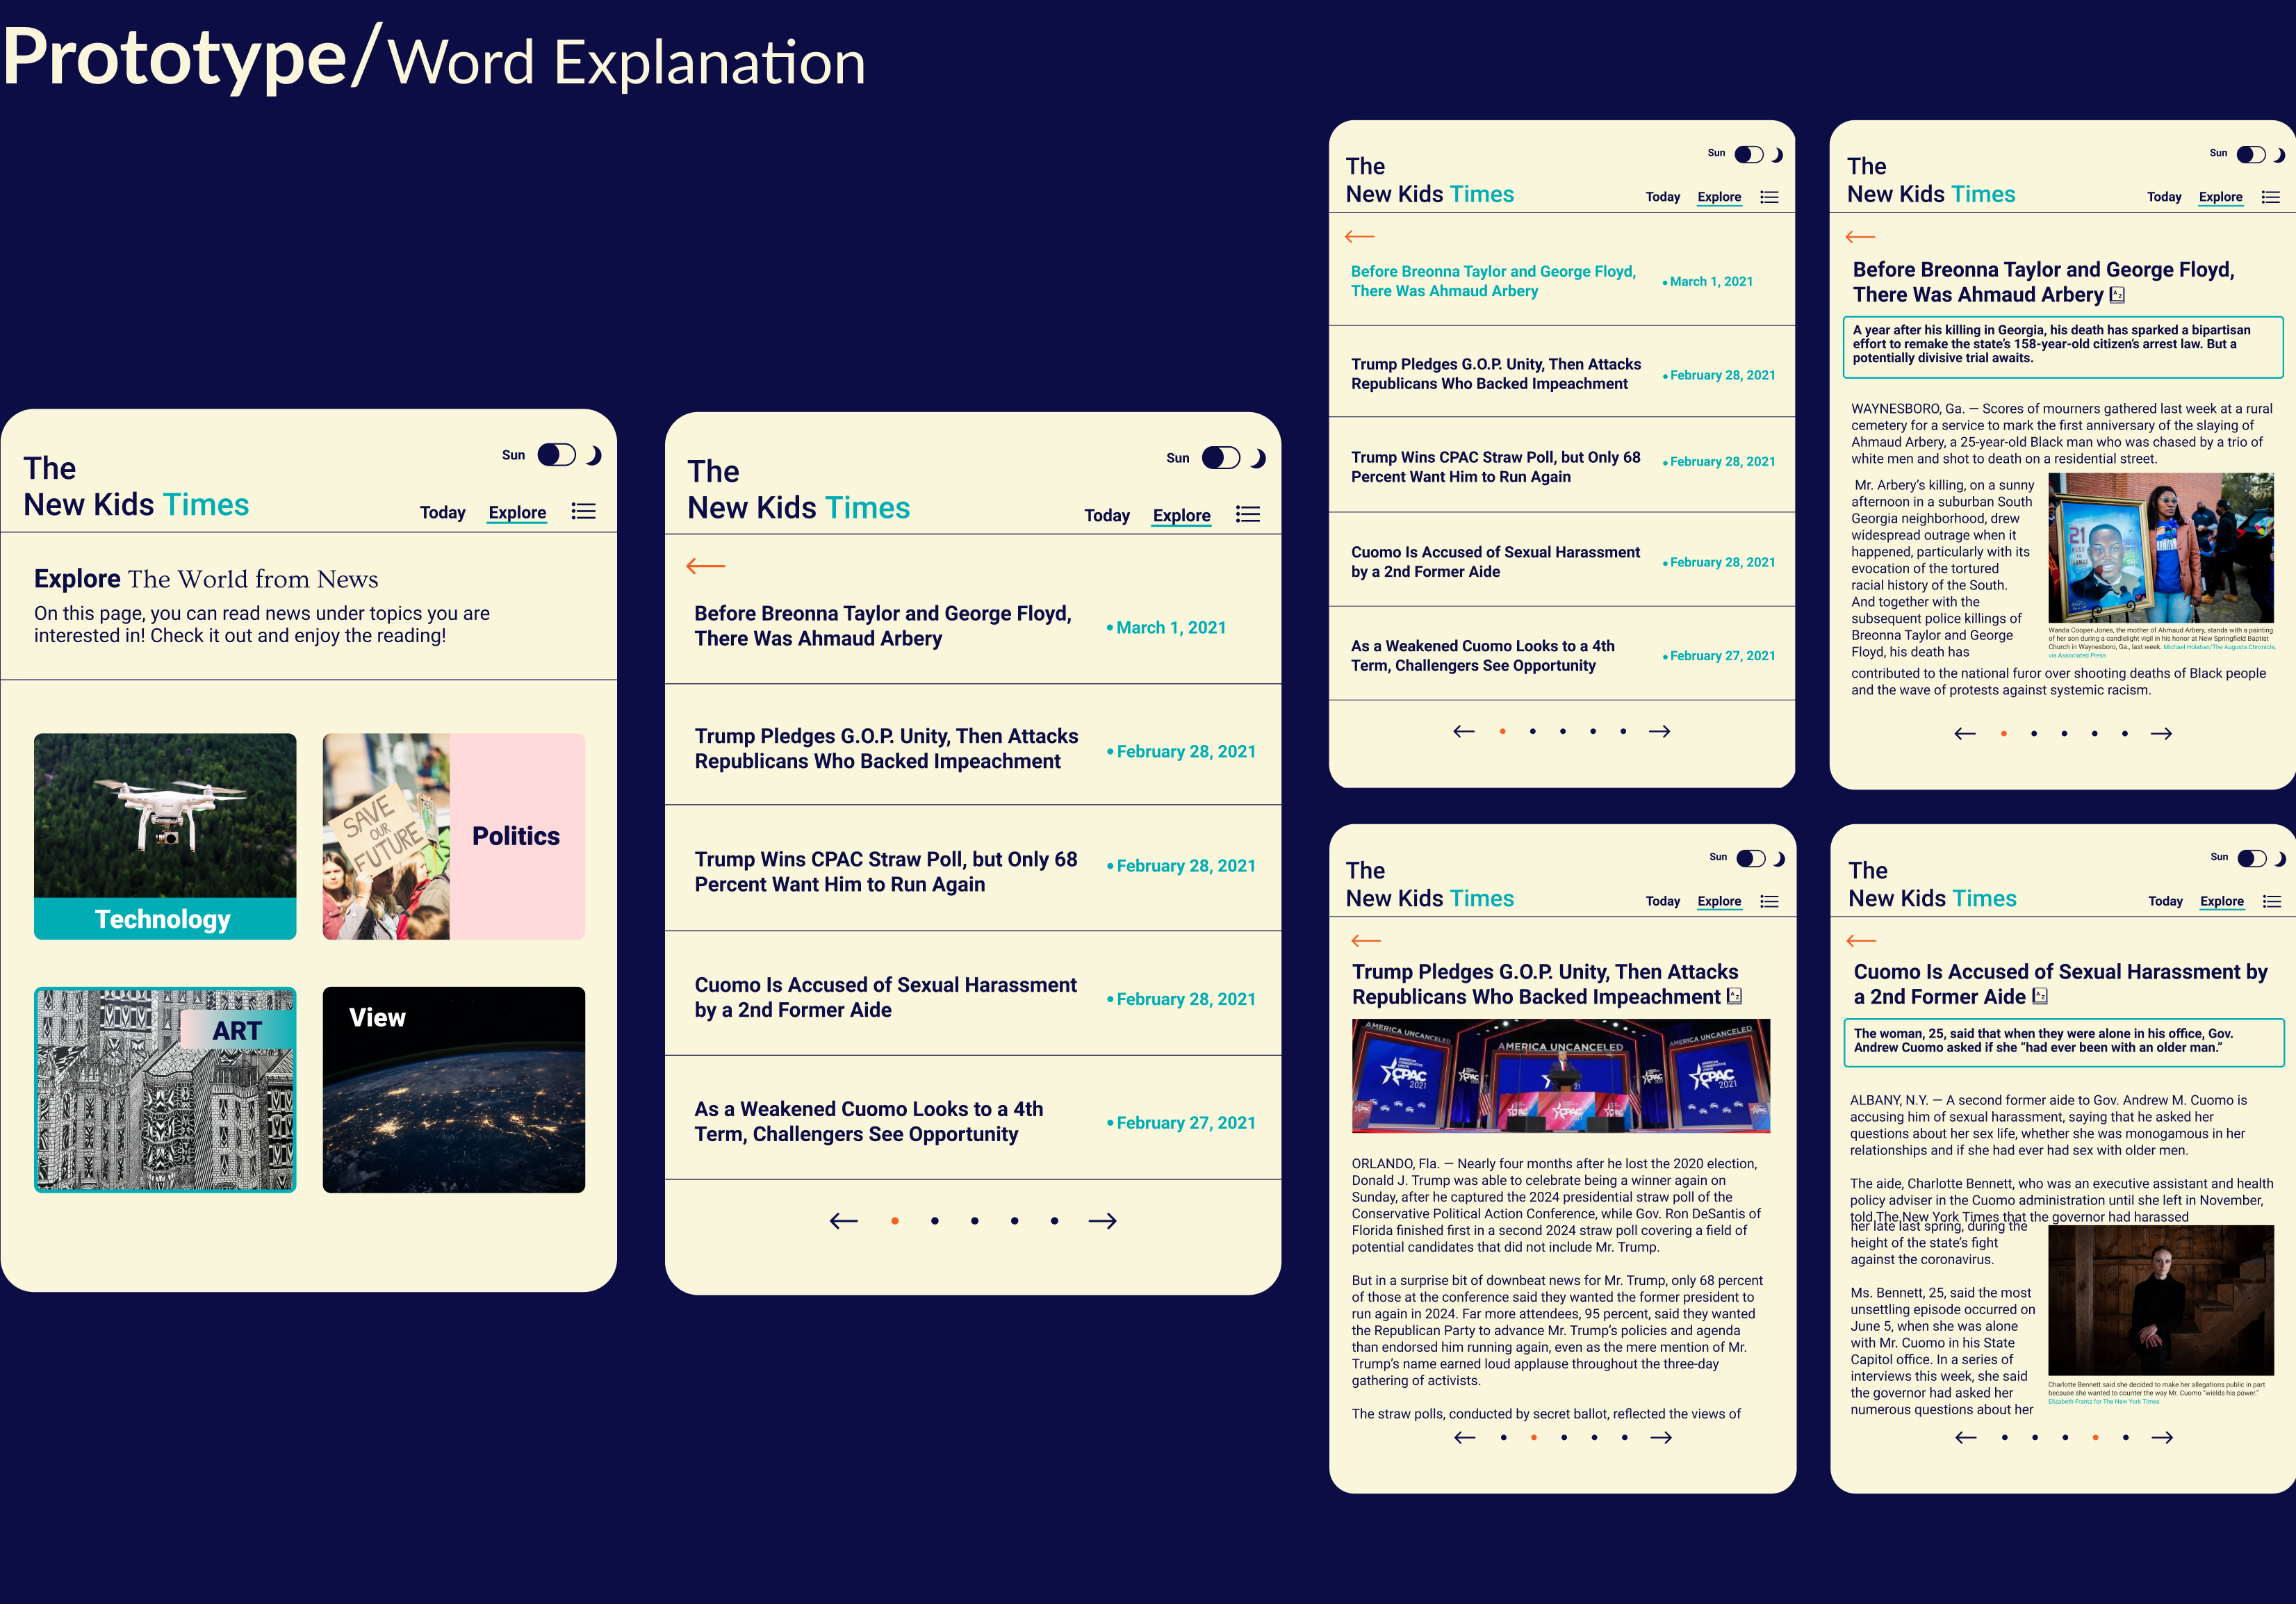 Prototype/Word Explanation
The
New Kids Times
Sun
Today Explore
Explore The World from News
On this page, you can read news under topics you are
interested in! Check it out and enjoy the reading!
Technology
SAVE
OUR
FUTURE
Politics
ART
View
The
New Kids Times
Sun
Today Explore
Before Breonna Taylor and George Floyd,
There Was Ahmaud Arbery
• March 1, 2021
Trump Pledges G.O.P. Unity, Then Attacks
Republicans Who Backed Impeachment
• February 28, 2021
Trump Wins CPAC Straw Poll, but Only 68
Percent Want Him to Run Again
• February 28, 2021
Cuomo Is Accused of Sexual Harassment
by a 2nd Former Aide
• February 28, 2021
As a Weakened Cuomo Looks to a 4th
Term, Challengers See Opportunity
• February 27, 2021
The
New Kids Times
Sun
Today Explore
Before Breonna Taylor and George Floyd,
There Was Ahmaud Arbery
• March 1, 2021
Trump Pledges G.O.P. Unity, Then Attacks
Republicans Who Backed Impeachment
• February 28, 2021
Trump Wins CPAC Straw Poll, but Only 68
Percent Want Him to Run Again
• February 28, 2021
Cuomo Is Accused of Sexual Harassment
by a 2nd Former Aide
• February 28, 2021
As a Weakened Cuomo Looks to a 4th
Term, Challengers See Opportunity
• February 27, 2021
The
New Kids Times
Sun
Today Explore
Before Breonna Taylor and George Floyd,
There Was Ahmaud Arbery
A year after his killing in Georgia, his death has sparked a bipartisan
effort to remake the state's 158-year-old citizen's arrest law. But a
potentially divisive trial awaits.
WAYNESBORO, Ga. — Scores of mourners gathered last week at a rural
cemetery for a service to mark the first anniversary of the slaying of
Ahmaud Arbery, a 25-year-old Black man who was chased by a trio of
white men and shot to death on a residential street.
Mr. Arbery's killing, on a sunny
afternoon in a suburban South
Georgia neighborhood, drew
widespread outrage when it
happened, particularly with its
evocation of the tortured
racial history of the South.
And together with the
subsequent police killings of
Breonna Taylor and George
Floyd, his death has
21
Wanda Cooper-Jones, the mother of Ahmaud Arbery, stands with a painting
of her son during a candlelight vigil in his honor at New Springfield Baptist
Church in Waynesboro, Ga., last week. Michael Holahan/The Augusta Chronicle,
via Associated Press
contributed to the national furor over shooting deaths of Black people
and the wave of protests against systemic racism.
The
New Kids Times
Sun
Today Explore
Trump Pledges G.O.P. Unity, Then Attacks
Republicans Who Backed Impeachment
AMERICA UNCANCELED
AMERICA UNCANCELED
AMERICA UNCANCELED
CPAC
2021
CPAC
CPAC
CPAC
2021
ORLANDO, Fla. — Nearly four months after he lost the 2020 election,
Donald J. Trump was able to celebrate being a winner again on
Sunday, after he captured the 2024 presidential straw poll of the
Conservative Political Action Conference, while Gov. Ron DeSantis of
Florida finished first in a second 2024 straw poll covering a field of
potential candidates that did not include Mr. Trump.
But in a surprise bit of downbeat news for Mr. Trump, only 68 percent
of those at the conference said they wanted the former president to
run again in 2024. Far more attendees, 95 percent, said they wanted
the Republican Party to advance Mr. Trump's policies and agenda
than endorsed him running again, even as the mere mention of Mr.
Trump's name earned loud applause throughout the three-day
gathering of activists.
The straw polls, conducted by secret ballot, reflected the views of
The
New Kids Times
Sun
Today Explore
Cuomo Is Accused of Sexual Harassment by
a 2nd Former Aide
The woman, 25, said that when they were alone in his office, Gov.
Andrew Cuomo asked if she “had ever been with an older man.”
ALBANY, N.Y. — A second former aide to Gov. Andrew M. Cuomo is
accusing him of sexual harassment, saying that he asked her
questions about her sex life, whether she was monogamous in her
relationships and if she had ever had sex with older men.
The aide, Charlotte Bennett, who was an executive assistant and health
policy adviser in the Cuomo administration until she left in November,
told The New York Times that the governor had harassed
her late last spring, during the
height of the state's fight
against the coronavirus.
Ms. Bennett, 25, said the most
unsettling episode occurred on
June 5, when she was alone
with Mr. Cuomo in his State
Capitol office. In a series of
interviews this week, she said
the governor had asked her
numerous questions about her
Charlotte Bennett said she decided to make her allegations public in part
because she wanted to counter the way Mr. Cuomo “wields his power.”
Elizabeth Frantz for The New York Times